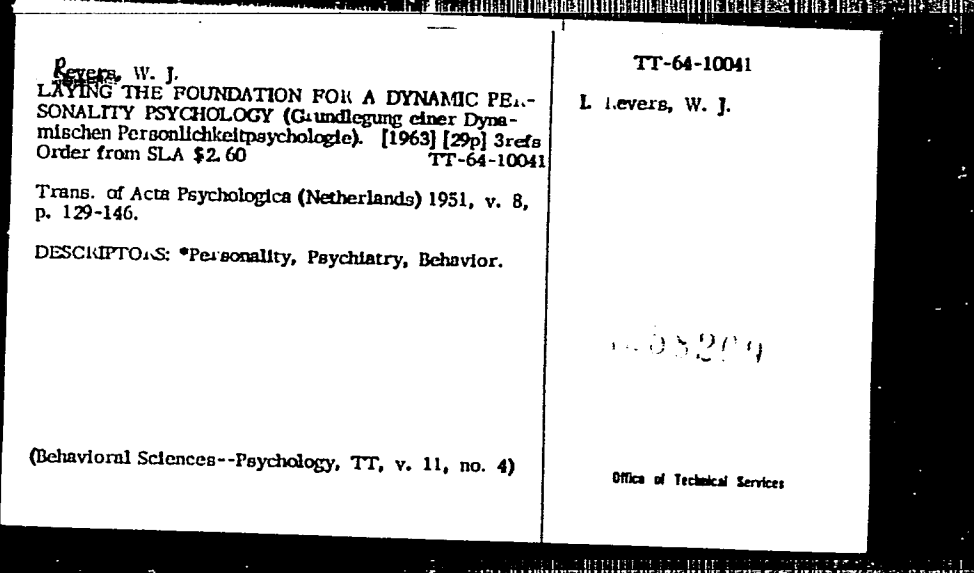 Revers, W. J.
LAYING THE FOUNDATION FOR A DYNAMIC PER-
SONALITY PSYCHOLOGY (Grundlegung einer Dyna-
mischen Personlichkeitpsychologie). [1963] [29p] 3refs
Order from SLA $2.60 TT-64-10041
Trans. of Acta Psychologica (Netherlands) 1951, v. 8,
p. 129-146.
DESCRIPTORS: *Personality, Psychiatry, Behavior.
(Behavioral Sciences--Psychology, TT, v. 11, no. 4)
TT-64-10041
I. Revers, W. J.
Office of Technical Services